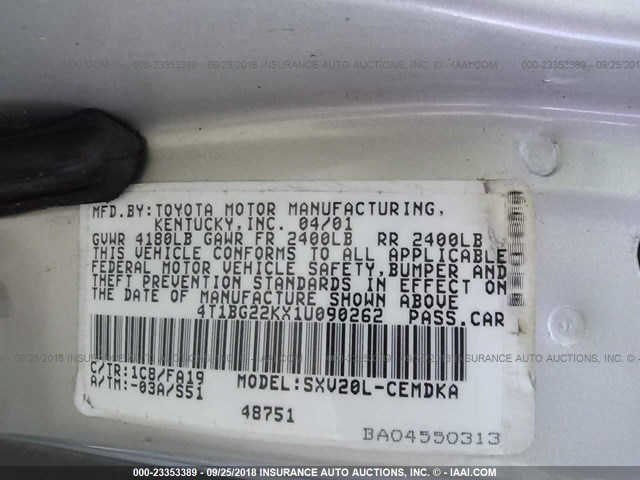 000-23353389 - 09/25/2018 INSURANCE AUTO AUCTIONS, INC. - © IAAI.COM
MFD.BY:TOYOTA MOTOR MANUFACTURING,
KENTUCKY,INC. 04/01
GVWR 4180LB GAWR FR 2400LB RR 2400LB
THIS VEHICLE CONFORMS TO ALL APPLICABLE
FEDERAL MOTOR VEHICLE SAFETY,BUMPER AND
THEFT PREVENTION STANDARDS IN EFFECT ON
THE DATE OF MANUFACTURE SHOWN ABOVE
4T1BG22KX1U090262 PASS.CAR
C/TR:1CB/FA19
A/TM:-03A/S51
MODEL:SXV20L-CEMDKA
48751
BA04550313
000-23353389 - 09/25/2018 INSURANCE AUTO AUCTIONS, INC. - © IAAI.COM